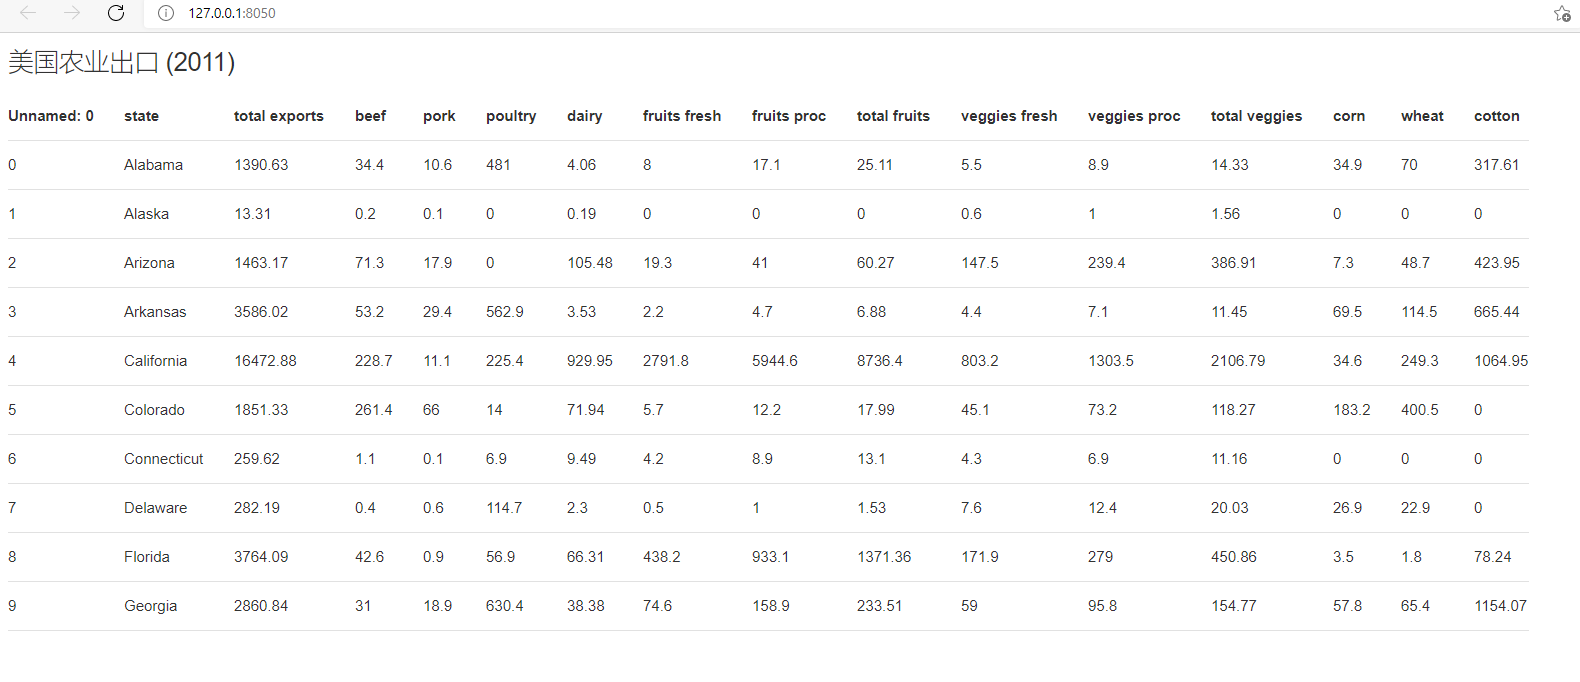 127.0.0.1:8050
美国农业出口 (2011)
Unnamed: 0 state total exports beef pork poultry dairy fruits fresh fruits proc total fruits veggies fresh veggies proc total veggies corn wheat cotton
0 Alabama 1390.63 34.4 10.6 481 4.06 8 17.1 25.11 5.5 8.9 14.33 34.9 70 317.61
1 Alaska 13.31 0.2 0.1 0 0.19 0 0 0 0.6 1 1.56 0 0 0
2 Arizona 1463.17 71.3 17.9 0 105.48 19.3 41 60.27 147.5 239.4 386.91 7.3 48.7 423.95
3 Arkansas 3586.02 53.2 29.4 562.9 3.53 2.2 4.7 6.88 4.4 7.1 11.45 69.5 114.5 665.44
4 California 16472.88 228.7 11.1 225.4 929.95 2791.8 5944.6 8736.4 803.2 1303.5 2106.79 34.6 249.3 1064.95
5 Colorado 1851.33 261.4 66 14 71.94 5.7 12.2 17.99 45.1 73.2 118.27 183.2 400.5 0
6 Connecticut 259.62 1.1 0.1 6.9 9.49 4.2 8.9 13.1 4.3 6.9 11.16 0 0 0
7 Delaware 282.19 0.4 0.6 114.7 2.3 0.5 1 1.53 7.6 12.4 20.03 26.9 22.9 0
8 Florida 3764.09 42.6 0.9 56.9 66.31 438.2 933.1 1371.36 171.9 279 450.86 3.5 1.8 78.24
9 Georgia 2860.84 31 18.9 630.4 38.38 74.6 158.9 233.51 59 95.8 154.77 57.8 65.4 1154.07